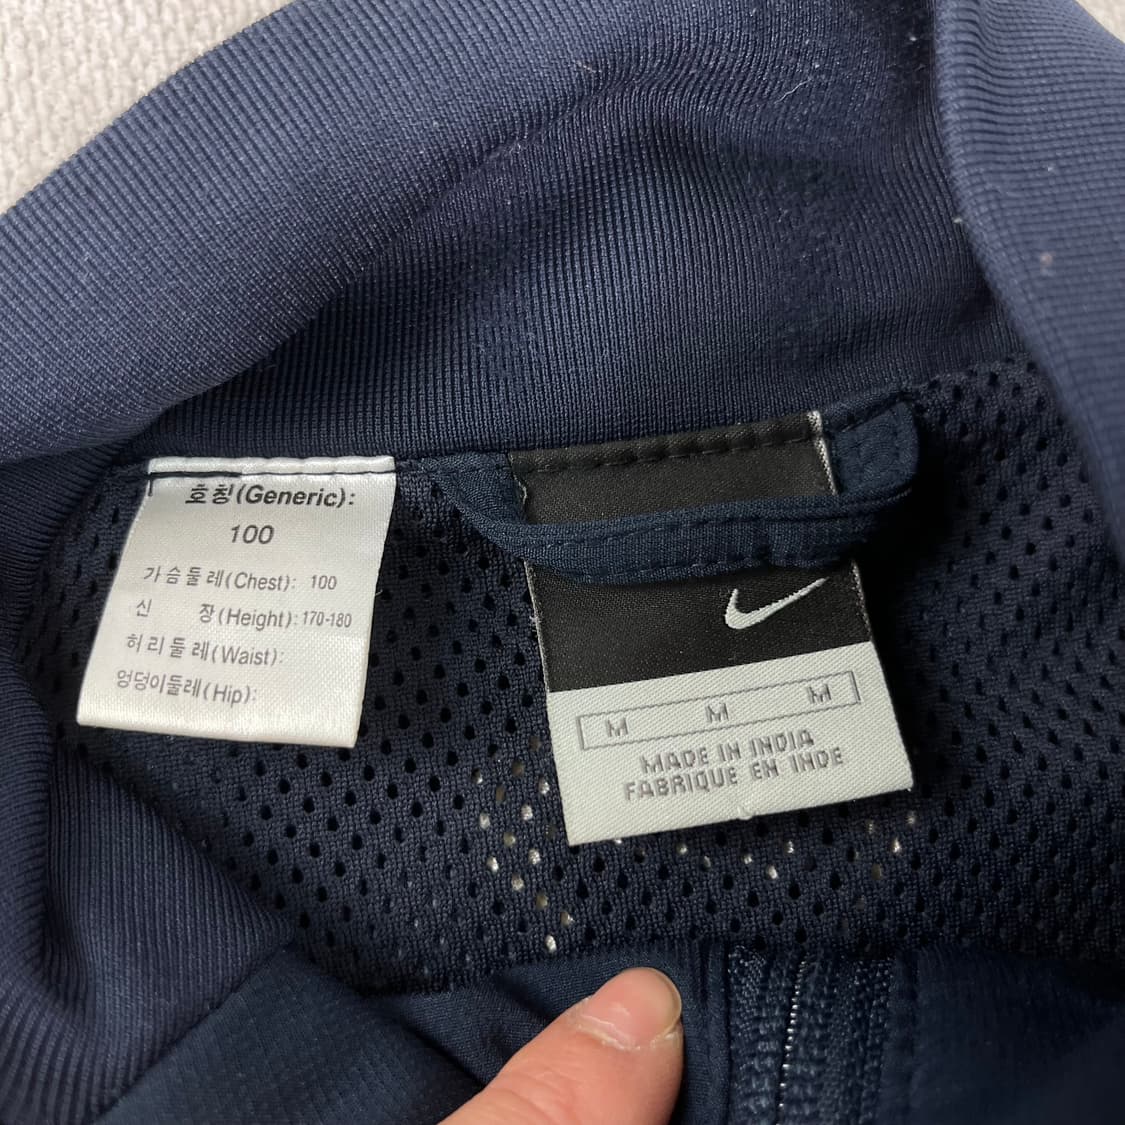 호칭(Generic):
100
가슴둘레(Chest): 100
신 장(Height): 170-180
허리둘레(Waist):
엉덩이둘레(Hip):
M M M
MADE IN INDIA
FABRIQUE EN INDE